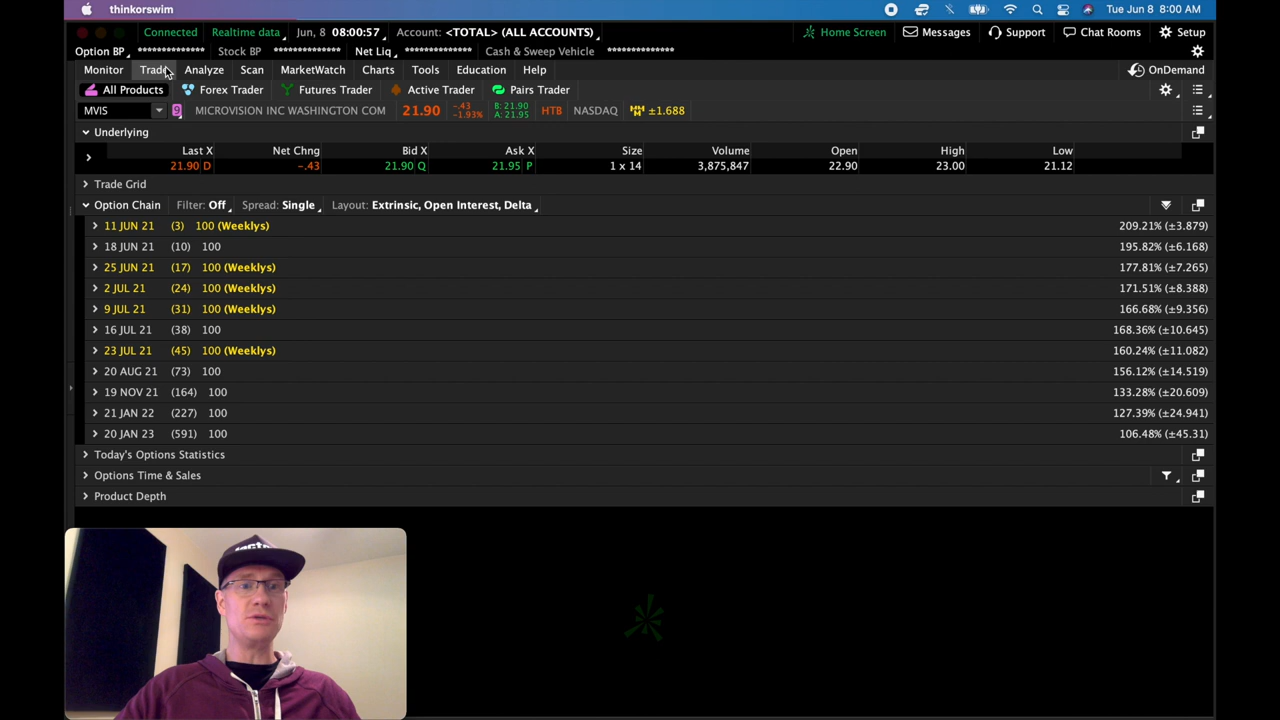 thinkorswim Tue Jun 8 8:00 AM
Connected Realtime data Jun, 8 08:00:57 Account: <TOTAL> (ALL ACCOUNTS) Home Screen Messages Support Chat Rooms Setup
Option BP ************** Stock BP ************** Net Liq ************** Cash & Sweep Vehicle **************
Monitor Trade Analyze Scan MarketWatch Charts Tools Education Help OnDemand
All Products Forex Trader Futures Trader Active Trader Pairs Trader
MVIS 9 MICROVISION INC WASHINGTON COM 21.90 -.43 -1.93% B: 21.90 A: 21.95 HTB NASDAQ ±1.688
Underlying
Last X Net Chng Bid X Ask X Size Volume Open High Low
21.90 D -.43 21.90 Q 21.95 P 1 x 14 3,875,847 22.90 23.00 21.12
Trade Grid
Option Chain Filter: Off Spread: Single Layout: Extrinsic, Open Interest, Delta
11 JUN 21 (3) 100 (Weeklys) 209.21% (±3.879)
18 JUN 21 (10) 100 195.82% (±6.168)
25 JUN 21 (17) 100 (Weeklys) 177.81% (±7.265)
2 JUL 21 (24) 100 (Weeklys) 171.51% (±8.388)
9 JUL 21 (31) 100 (Weeklys) 166.68% (±9.356)
16 JUL 21 (38) 100 168.36% (±10.645)
23 JUL 21 (45) 100 (Weeklys) 160.24% (±11.082)
20 AUG 21 (73) 100 156.12% (±14.519)
19 NOV 21 (164) 100 133.28% (±20.609)
21 JAN 22 (227) 100 127.39% (±24.941)
20 JAN 23 (591) 100 106.48% (±45.31)
Today's Options Statistics
Options Time & Sales
Product Depth